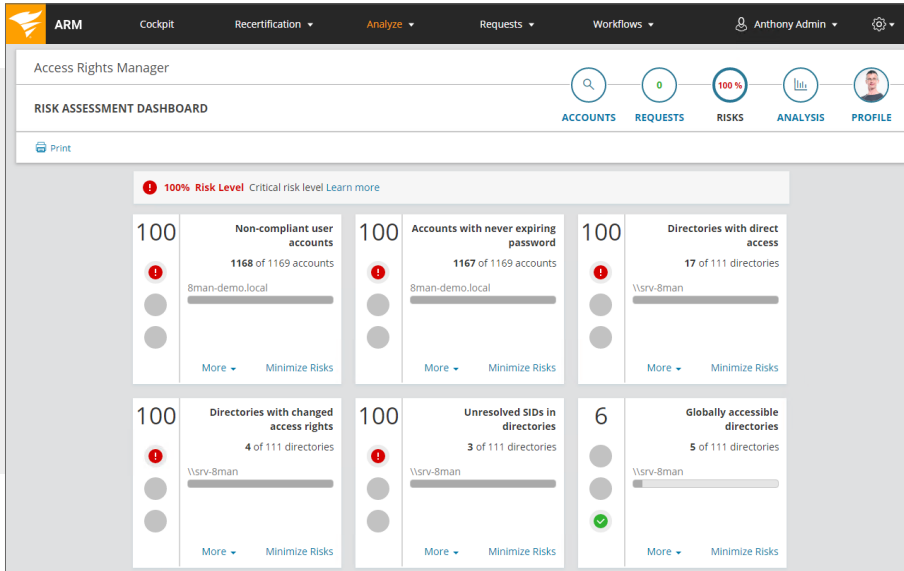 ARM Cockpit Recertification Analyze Requests Workflows Anthony Admin
Access Rights Manager
0 100 %
RISK ASSESSMENT DASHBOARD
ACCOUNTS REQUESTS RISKS ANALYSIS PROFILE
Print
100% Risk Level Critical risk level Learn more
100
Non-compliant user
accounts
1168 of 1169 accounts
8man-demo.local
More Minimize Risks
100
Accounts with never expiring
password
1167 of 1169 accounts
8man-demo.local
More Minimize Risks
100
Directories with direct
access
17 of 111 directories
\\srv-8man
More Minimize Risks
100
Directories with changed
access rights
4 of 111 directories
\\srv-8man
More Minimize Risks
100
Unresolved SIDs in
directories
3 of 111 directories
\\srv-8man
More Minimize Risks
6
Globally accessible
directories
5 of 111 directories
\\srv-8man
More Minimize Risks